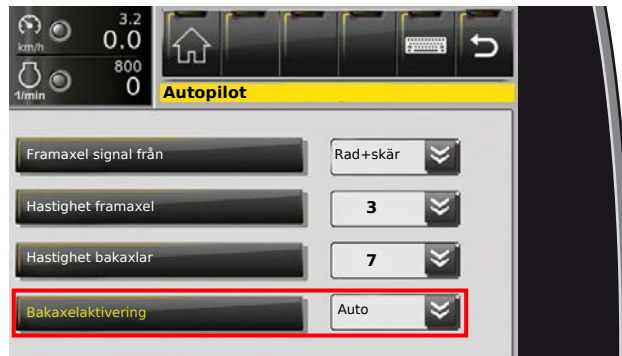 3.2
km/h 0.0
800
1/min 0
Autopilot
Framaxel signal från Rad+skär
Hastighet framaxel 3
Hastighet bakaxlar 7
Bakaxelaktivering Auto